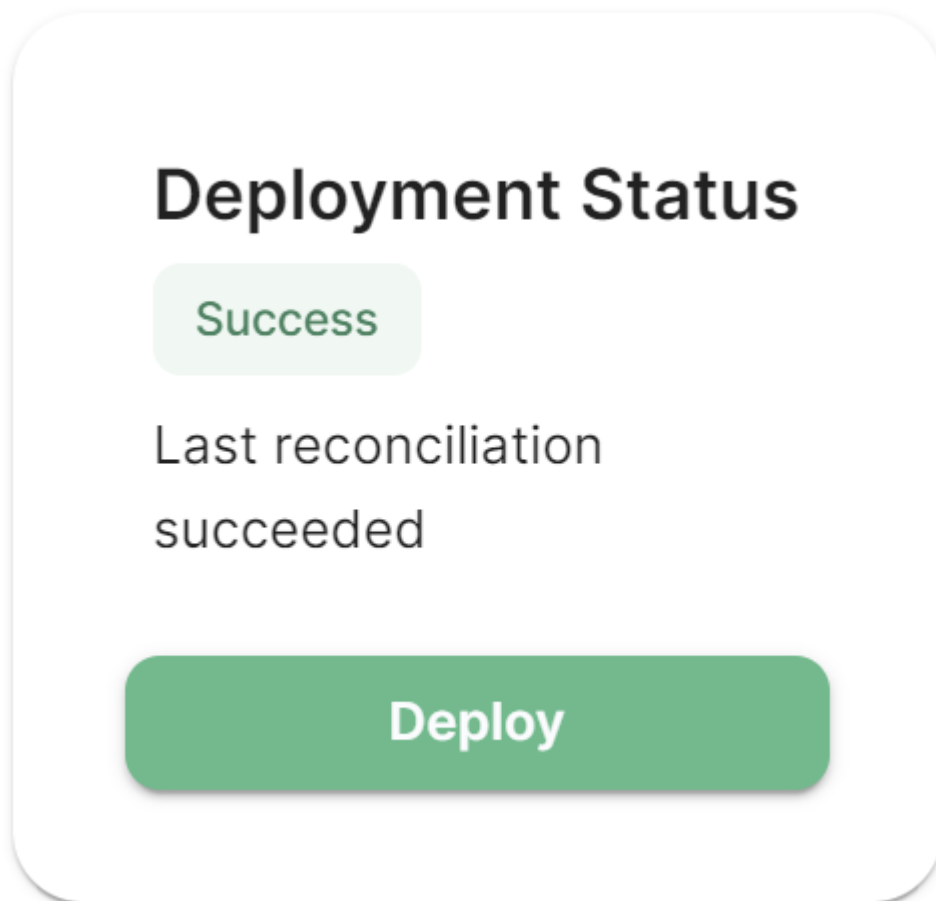 Deployment Status
Success
Last reconciliation
succeeded
Deploy